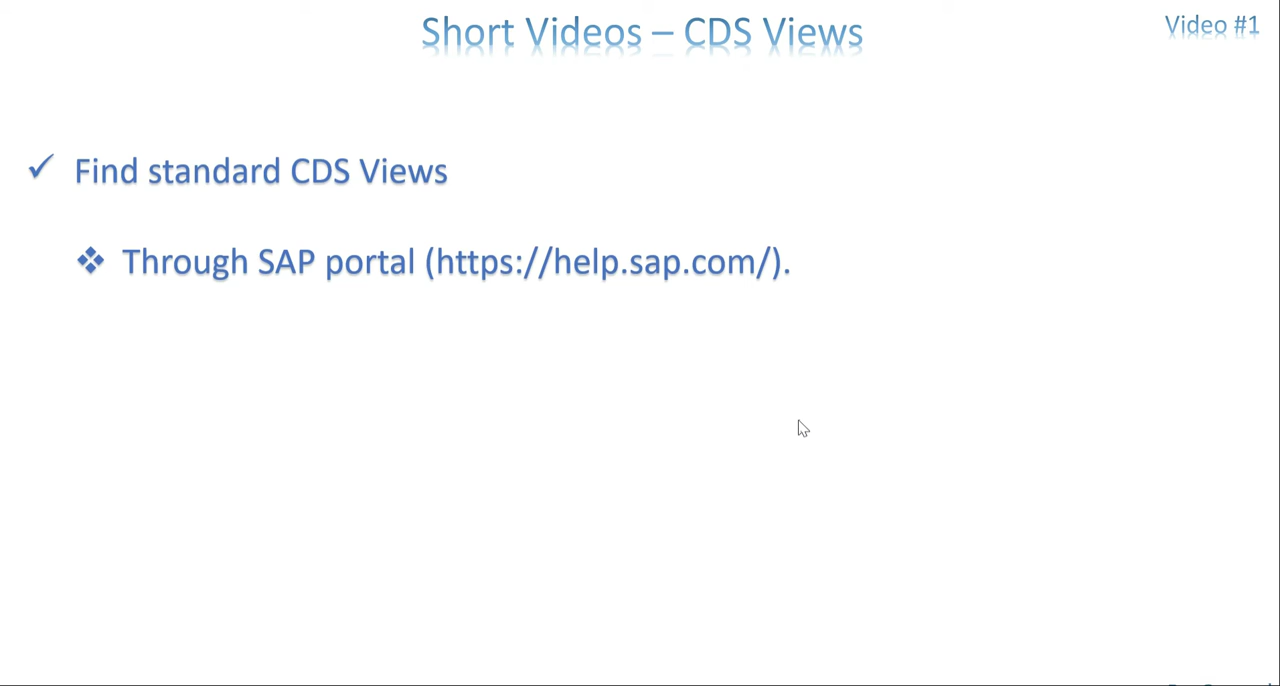 Short Videos – CDS Views
Video #1
Find standard CDS Views
Through SAP portal (https://help.sap.com/).